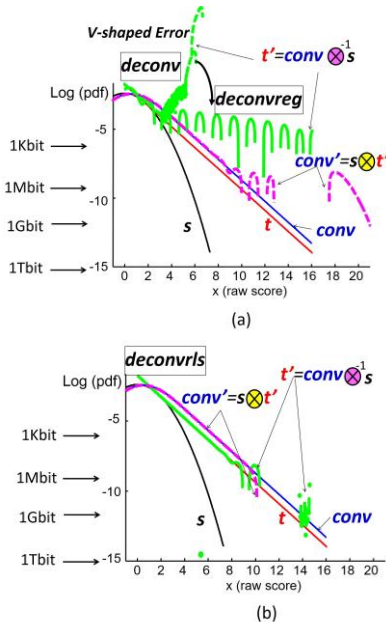 V-shaped Error
deconv
t'=conv⊗⁻¹s
Log (pdf)
deconvreg
-5
1Kbit
conv'=s⊗t'
1Mbit
-10
1Gbit
s
t
conv
1Tbit
-15
0 2 4 6 8 10 12 14 16 18 20
x (raw score)
(a)
deconvrls
t'=conv⊗⁻¹s
Log (pdf)
conv'=s⊗t'
-5
1Kbit
1Mbit
-10
s
t
conv
1Gbit
1Tbit
-15
0 2 4 6 8 10 12 14 16 18 20
x (raw score)
(b)